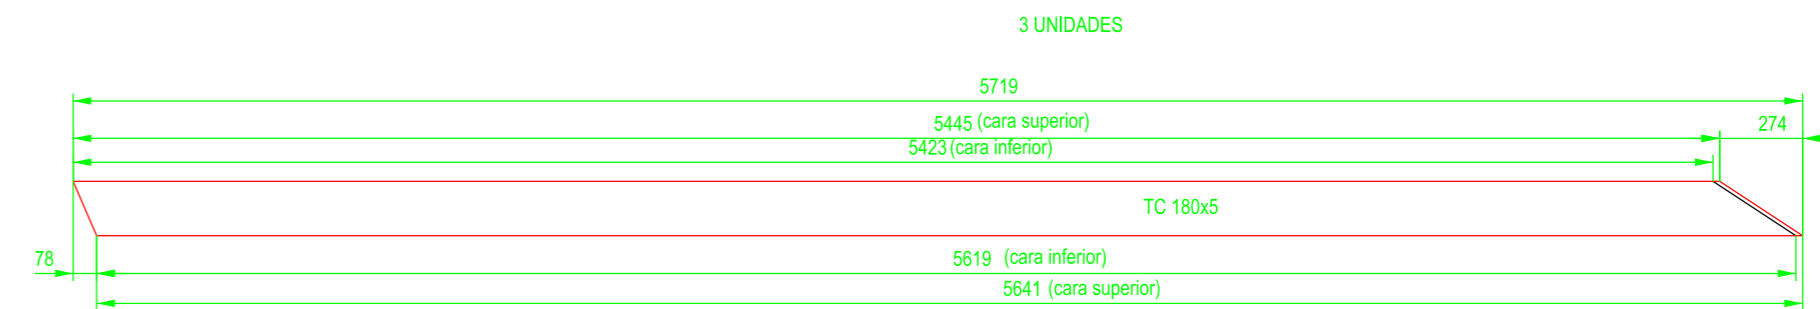 3 UNIDADES
5719
5445 (cara superior)
274
5423 (cara inferior)
TC 180x5
78
5619 (cara inferior)
5641 (cara superior)